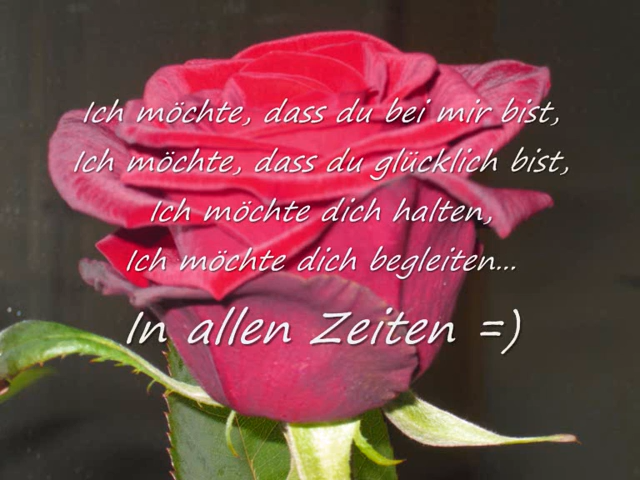 Ich möchte, dass du bei mir bist,
Ich möchte, dass du glücklich bist,
Ich möchte dich halten,
Ich möchte dich begleiten...
In allen Zeiten =)